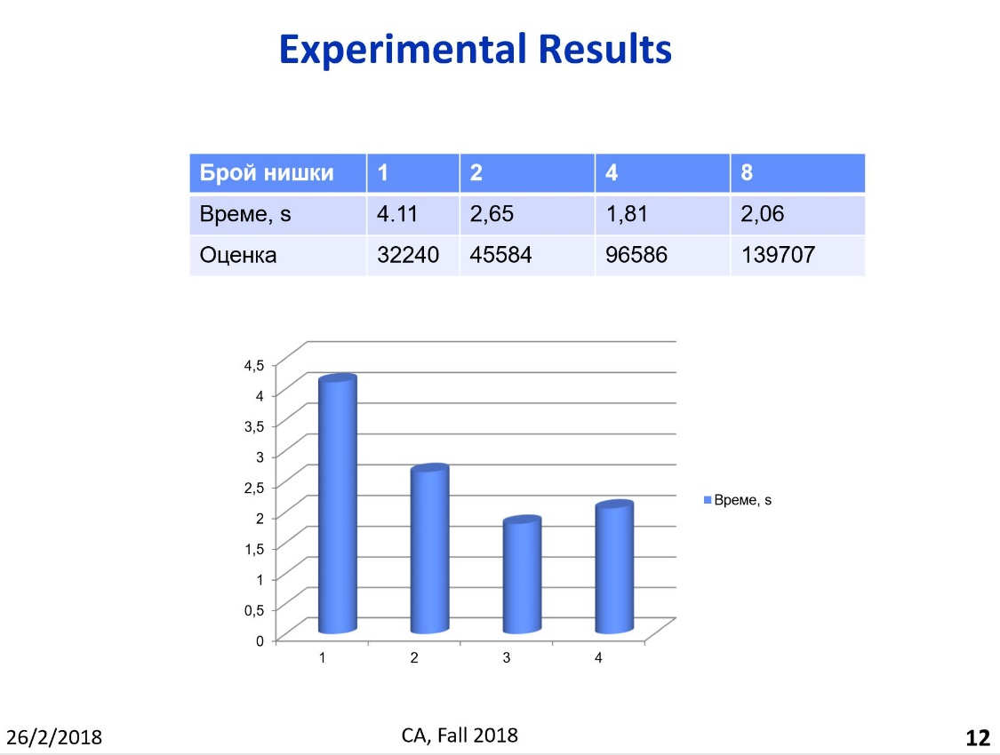 Experimental Results
Брой нишки 1 2 4 8
Време, s 4.11 2,65 1,81 2,06
Оценка 32240 45584 96586 139707
4,5
4
3,5
3
2,5
2
1,5
1
0,5
0
1 2 3 4
Време, s
26/2/2018 CA, Fall 2018 12